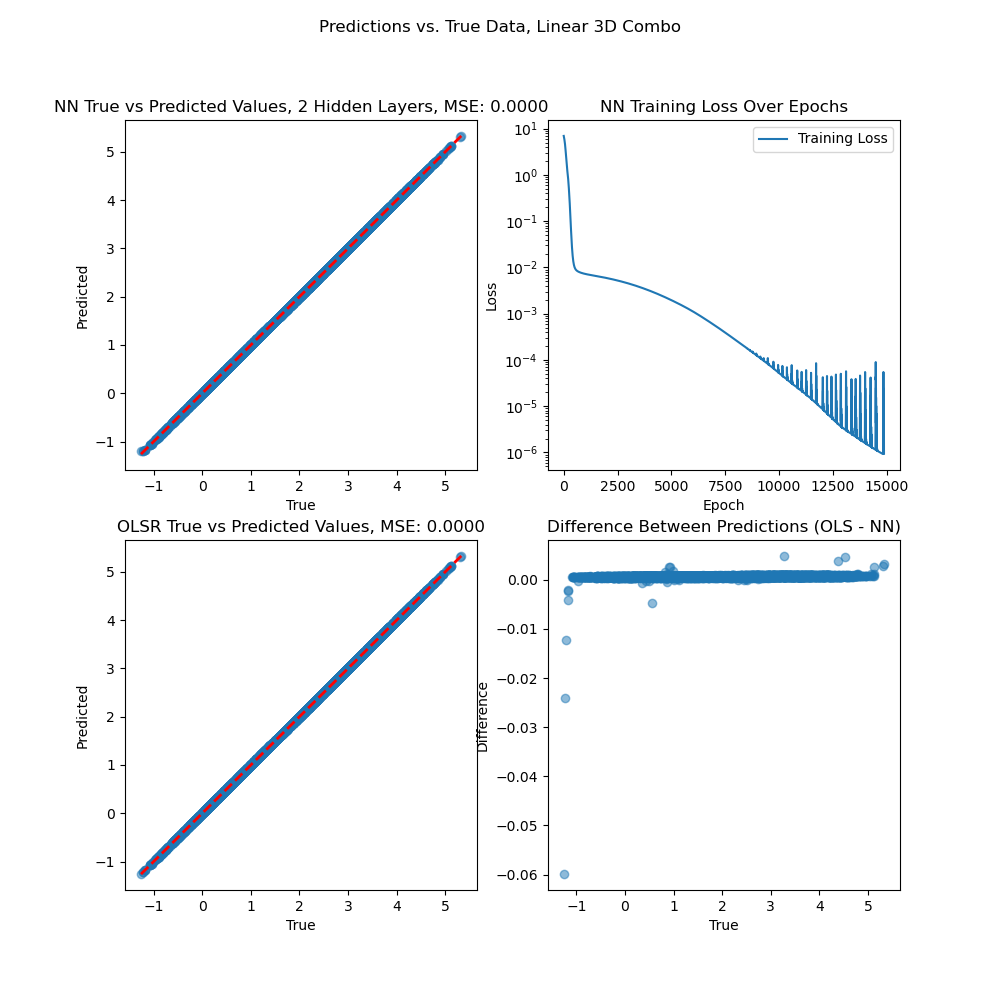 Predictions vs. True Data, Linear 3D Combo
NN True vs Predicted Values, 2 Hidden Layers, MSE: 0.0000
5
4
3
2
1
0
−1
Predicted
−1 0 1 2 3 4 5
True
NN Training Loss Over Epochs
Training Loss
10¹
10⁰
10⁻¹
10⁻²
10⁻³
10⁻⁴
10⁻⁵
10⁻⁶
Loss
0 2500 5000 7500 10000 12500 15000
Epoch
OLSR True vs Predicted Values, MSE: 0.0000
5
4
3
2
1
0
−1
Predicted
−1 0 1 2 3 4 5
True
Difference Between Predictions (OLS - NN)
0.00
−0.01
−0.02
−0.03
−0.04
−0.05
−0.06
Difference
−1 0 1 2 3 4 5
True